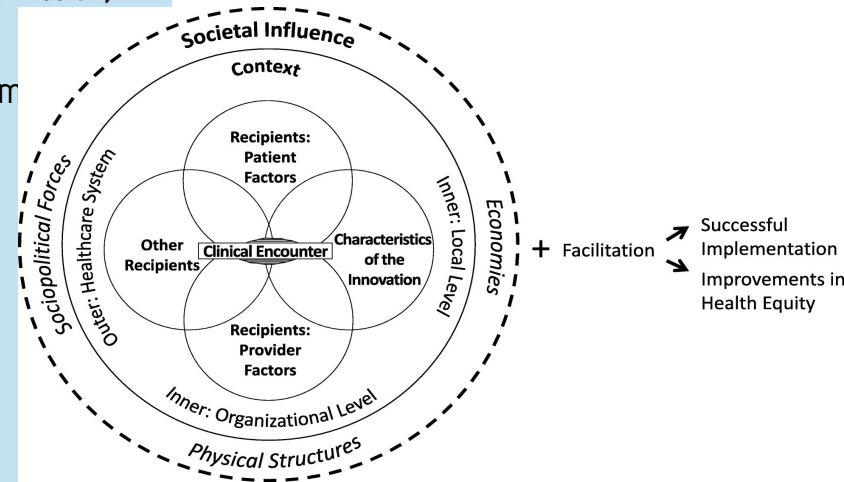 m
Societal Influence
Context
Sociopolitical Forces
Outer: Healthcare System
Recipients:
Patient
Factors
Other
Recipients
Clinical Encounter
Characteristics
of the
Innovation
Recipients:
Provider
Factors
Inner: Local Level
Economies
Inner: Organizational Level
Physical Structures
+ Facilitation
Successful
Implementation
Improvements in
Health Equity